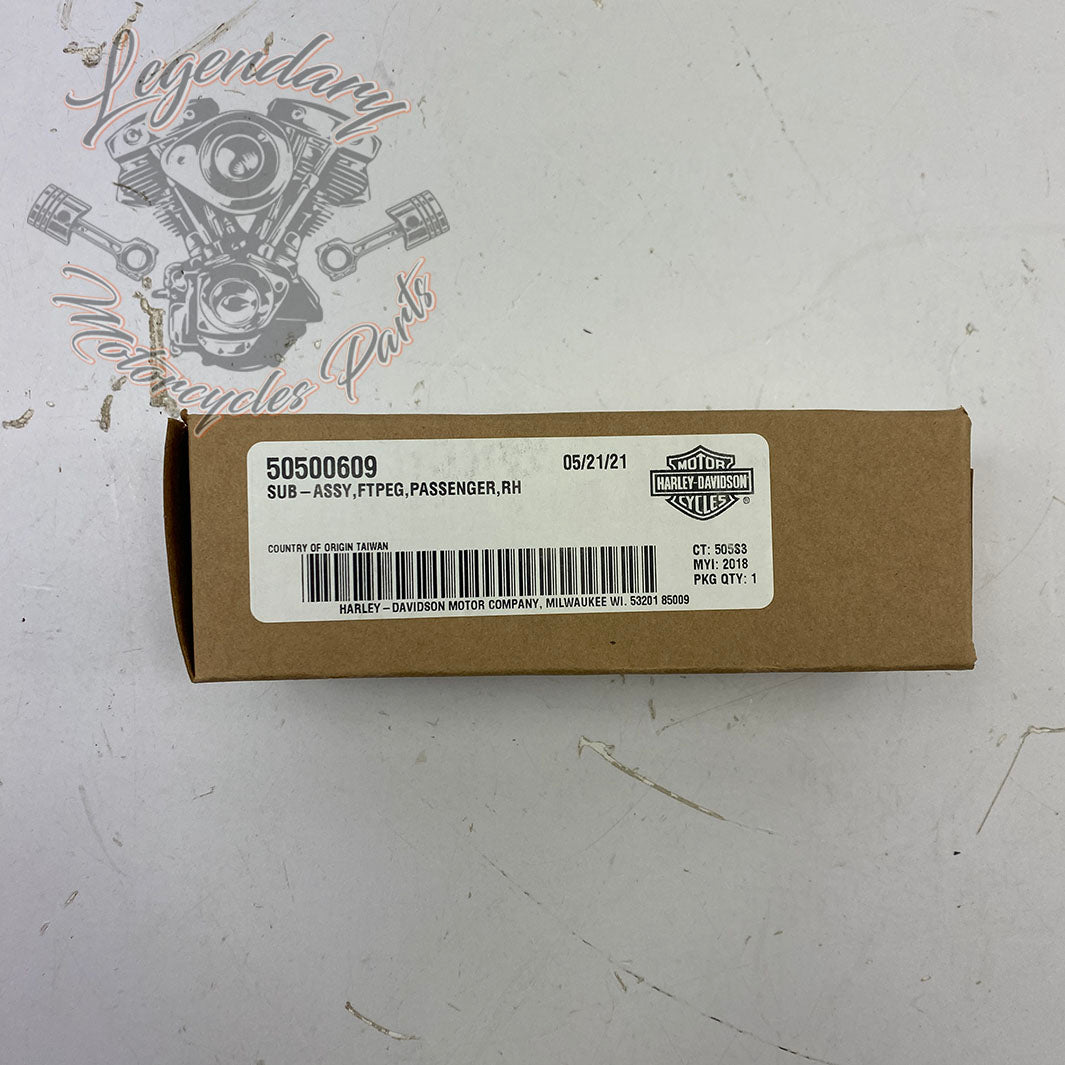 Legendary
Motorcycles Parts
50500609
05/21/21
SUB-ASSY,FTPEG,PASSENGER,RH
MOTOR
HARLEY-DAVIDSON
CYCLES
®
COUNTRY OF ORIGIN TAIWAN
CT: 505S3
MYI: 2018
PKG QTY: 1
HARLEY-DAVIDSON MOTOR COMPANY, MILWAUKEE WI. 53201 85009